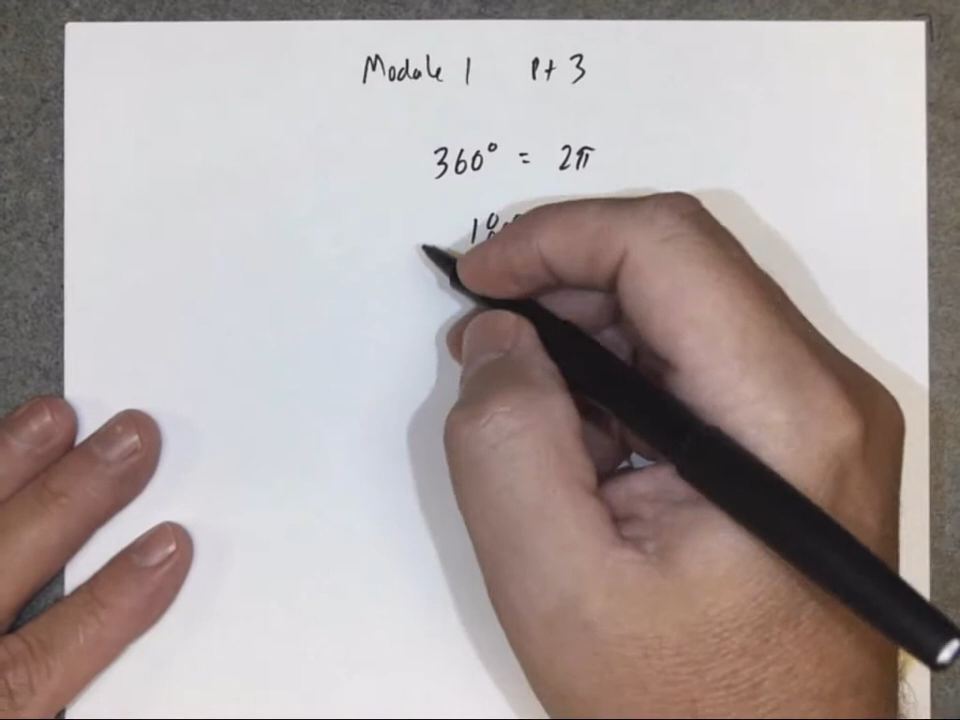 Module 1 Pt 3
360° = 2π